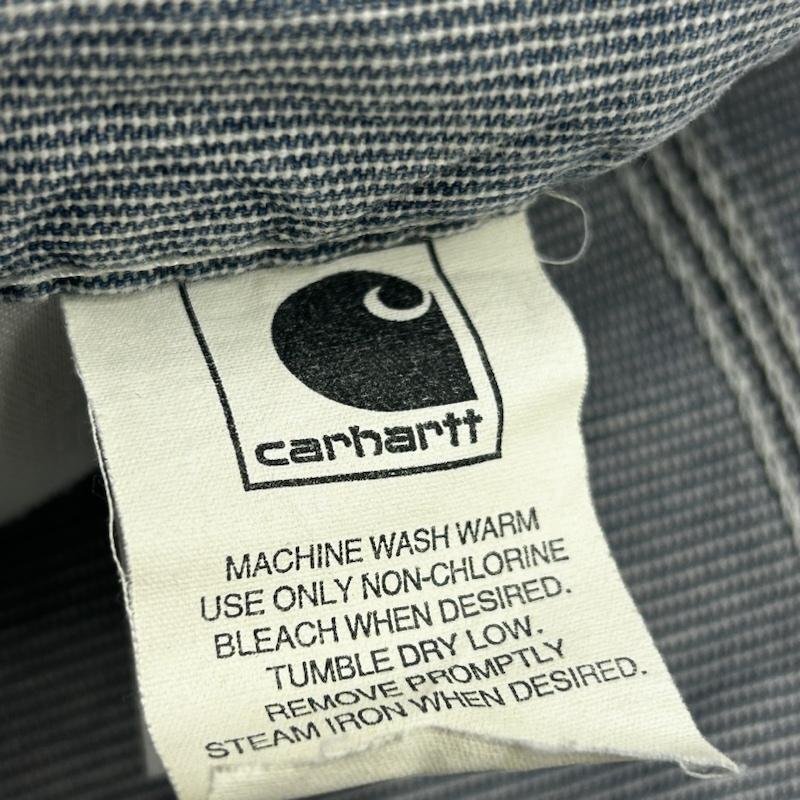 carhartt
MACHINE WASH WARM
USE ONLY NON-CHLORINE
BLEACH WHEN DESIRED.
TUMBLE DRY LOW.
REMOVE PROMPTLY
STEAM IRON WHEN DESIRED.